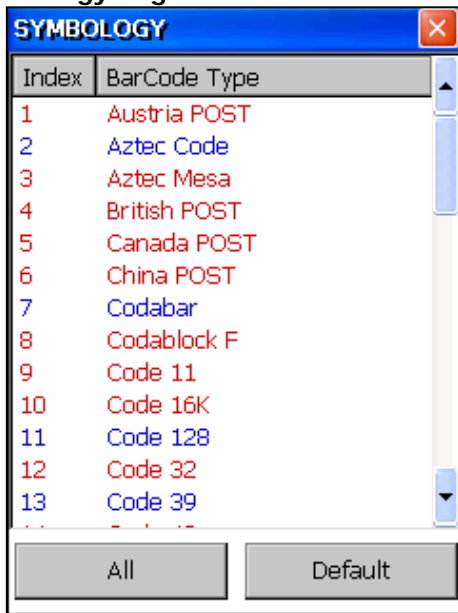 SYMBOLOGY
Index BarCode Type
1 Austria POST
2 Aztec Code
3 Aztec Mesa
4 British POST
5 Canada POST
6 China POST
7 Codabar
8 Codablock F
9 Code 11
10 Code 16K
11 Code 128
12 Code 32
13 Code 39
All Default